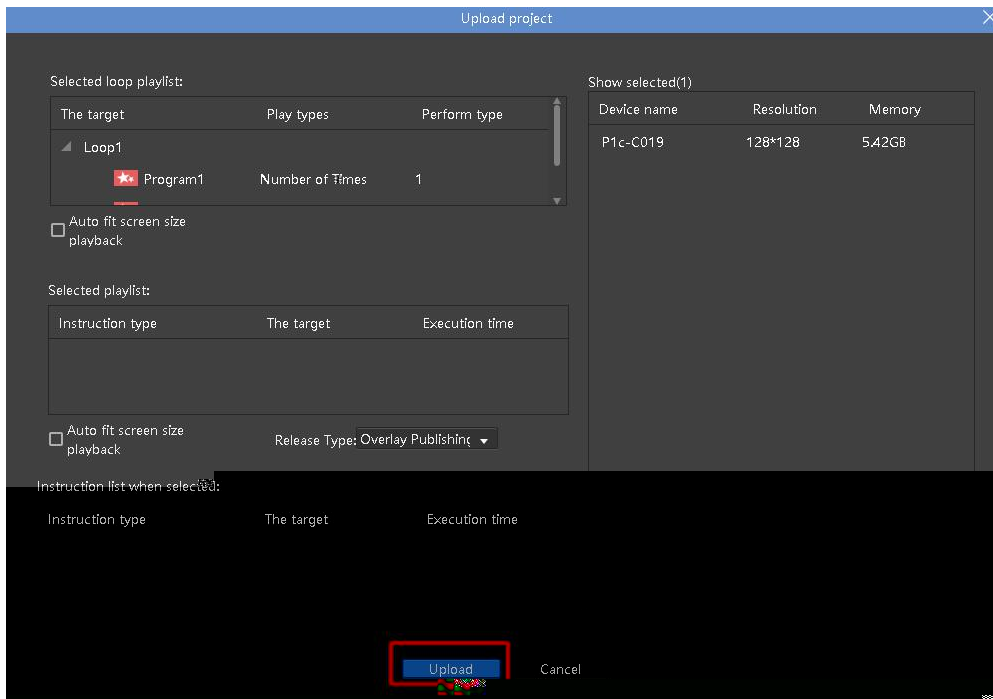 Upload project
Selected loop playlist:
The target Play types Perform type
Loop1
Program1 Number of Times 1
Auto fit screen size
playback
Selected playlist:
Instruction type The target Execution time
Auto fit screen size
playback
Release Type: Overlay Publishing
Instruction list when selected:
Instruction type The target Execution time
Show selected(1)
Device name Resolution Memory
P1c-C019 128*128 5.42GB
Upload Cancel